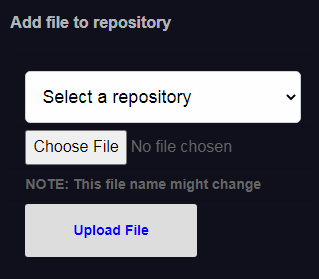 Add file to repository
Select a repository
Choose File No file chosen
NOTE: This file name might change
Upload File